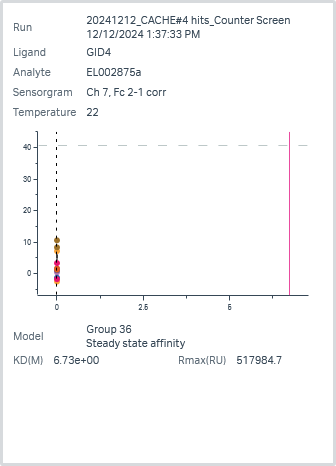 Run 20241212_CACHE#4 hits_Counter Screen
12/12/2024 1:37:33 PM
Ligand GID4
Analyte EL002875a
Sensorgram Ch 7, Fc 2-1 corr
Temperature 22
40
30
20
10
0
0 2.5 5
Model Group 36
Steady state affinity
KD(M) 6.73e+00 Rmax(RU) 517984.7